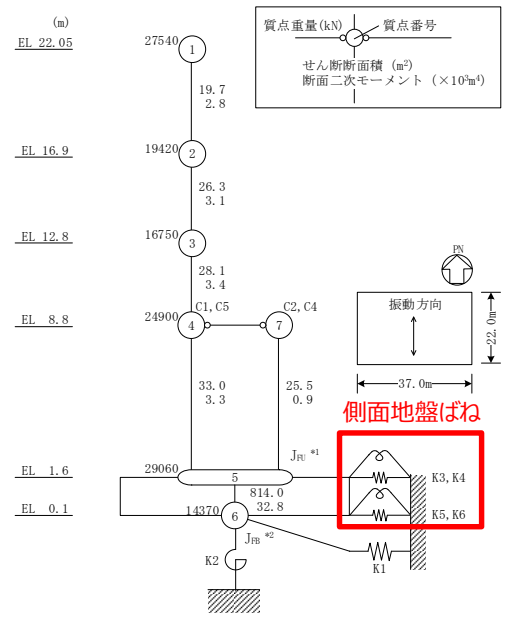 (m)
EL 22.05
27540
1
質点重量(kN)
質点番号
せん断断面積 (m²)
断面二次モーメント (×10³m⁴)
19.7
2.8
EL 16.9
19420
2
26.3
3.1
EL 12.8
16750
3
28.1
3.4
PN
振動方向
22.0m
37.0m
EL 8.8
24900
4
C1, C5
7
C2, C4
33.0
3.3
25.5
0.9
側面地盤ばね
JFU *1
EL 1.6
29060
5
K3, K4
814.0
32.8
EL 0.1
14370
6
K5, K6
JFB *2
K2
K1